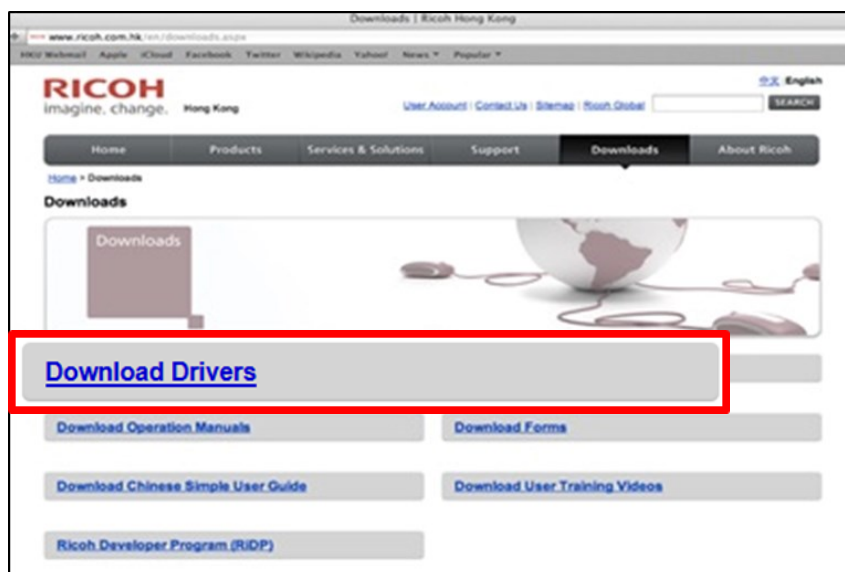 Downloads | Ricoh Hong Kong
www.ricoh.com.hk/en/downloads.aspx
HKU Webmail Apple iCloud Facebook Twitter Wikipedia Yahoo! News ▼ Popular ▼
RICOH
imagine. change. Hong Kong
中文 English
User Account | Contact Us | Sitemap | Ricoh Global SEARCH
Home Products Services & Solutions Support Downloads About Ricoh
Home > Downloads
Downloads
Downloads
Download Drivers
Download Operation Manuals Download Forms
Download Chinese Simple User Guide Download User Training Videos
Ricoh Developer Program (RiDP)